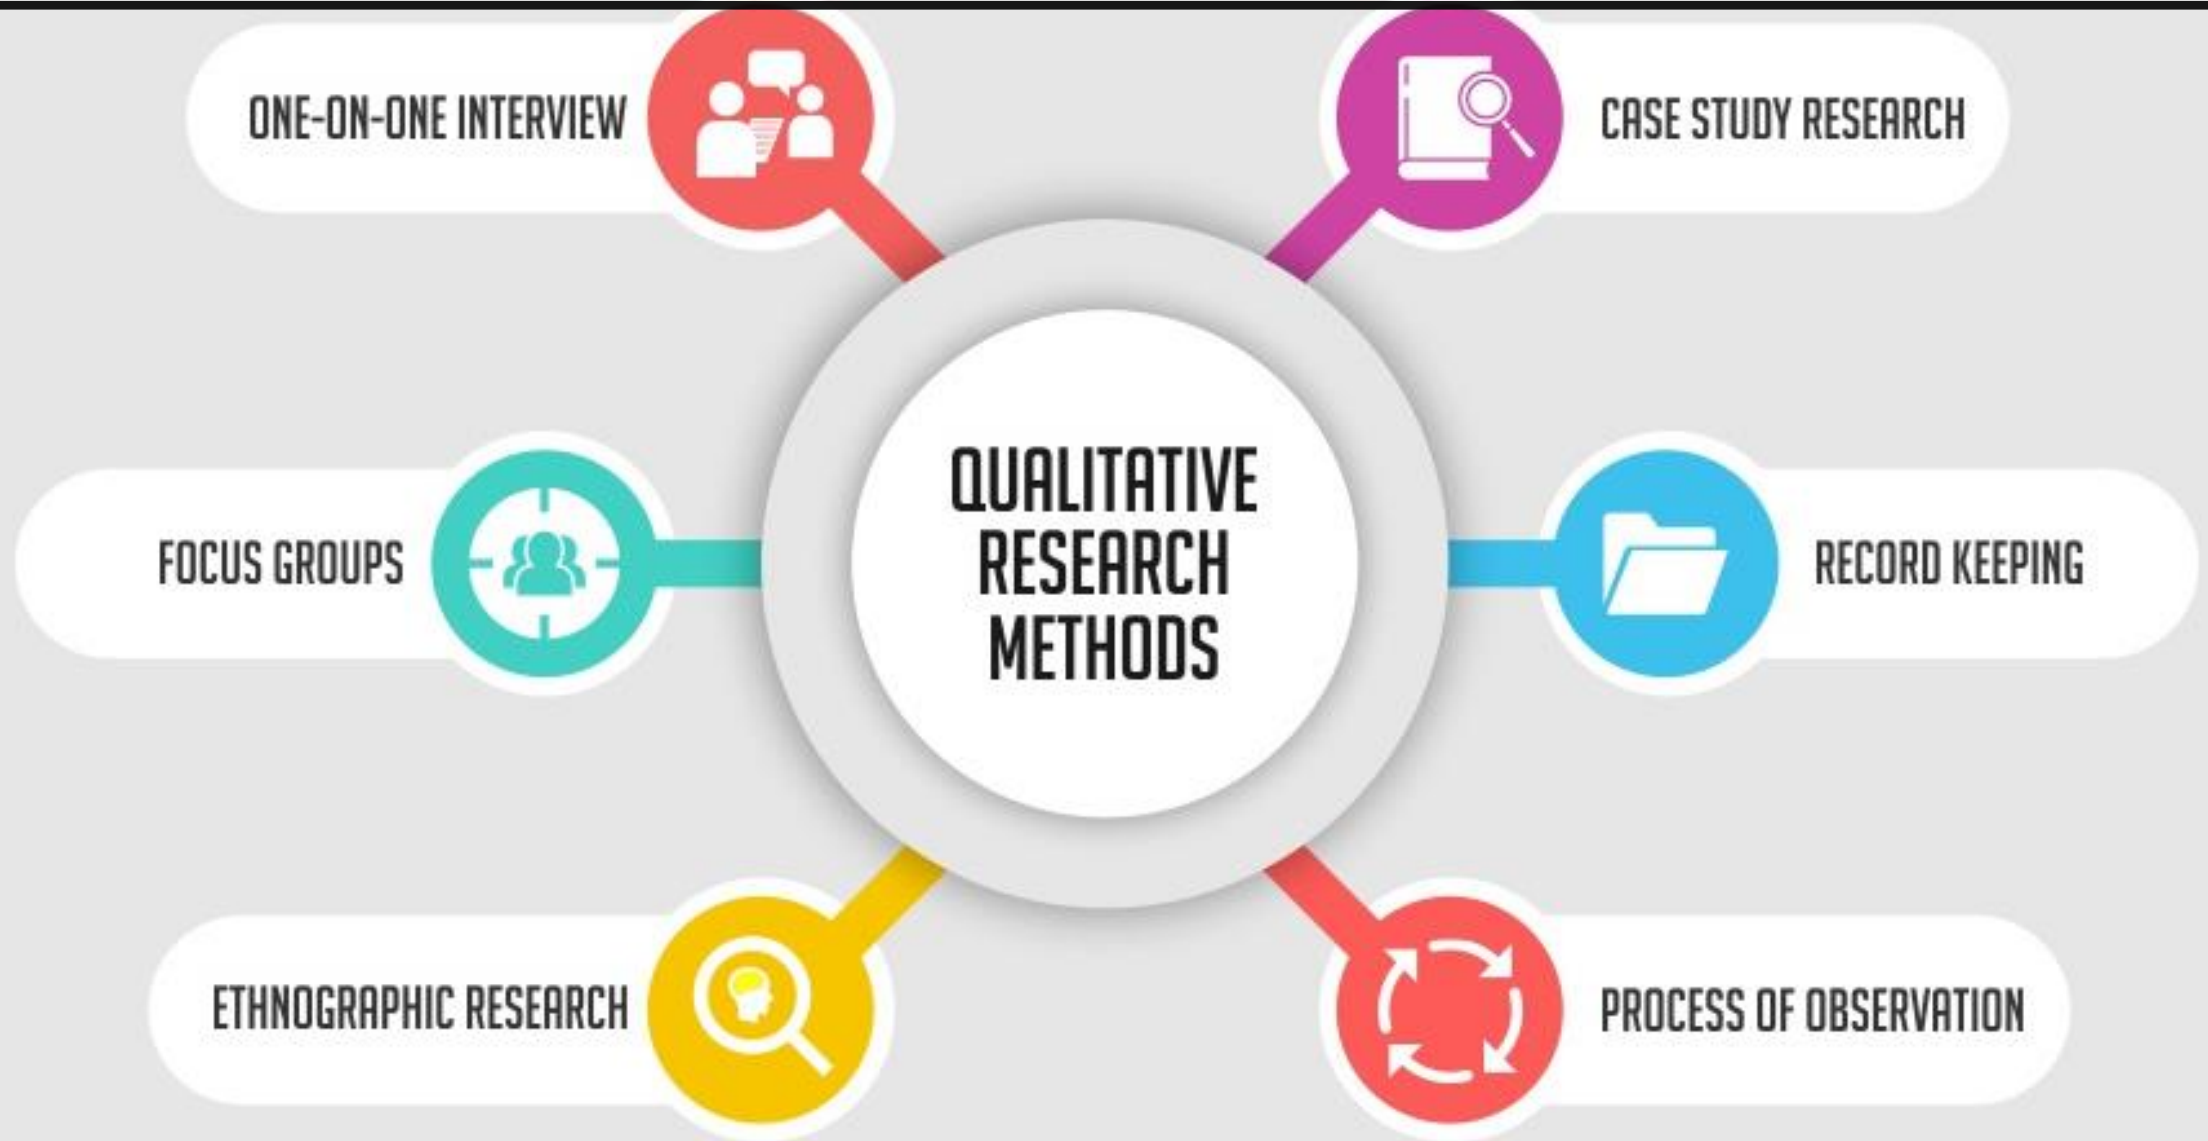 ONE-ON-ONE INTERVIEW
CASE STUDY RESEARCH
QUALITATIVE
RESEARCH
METHODS
FOCUS GROUPS
RECORD KEEPING
ETHNOGRAPHIC RESEARCH
PROCESS OF OBSERVATION